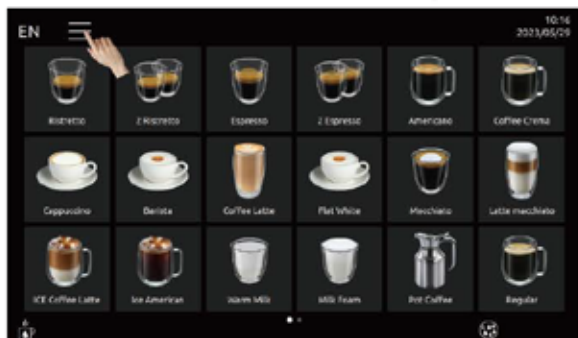 EN
10:16
2023/05/29
Ristretto
2 Ristretto
Espresso
2 Espresso
Americano
Coffee Crema
Cappuccino
Barista
Coffee Latte
Flat White
Macchiato
Latte macchiato
ICE Coffee Latte
Ice American
Warm Milk
Milk Foam
Pot Coffee
Regular